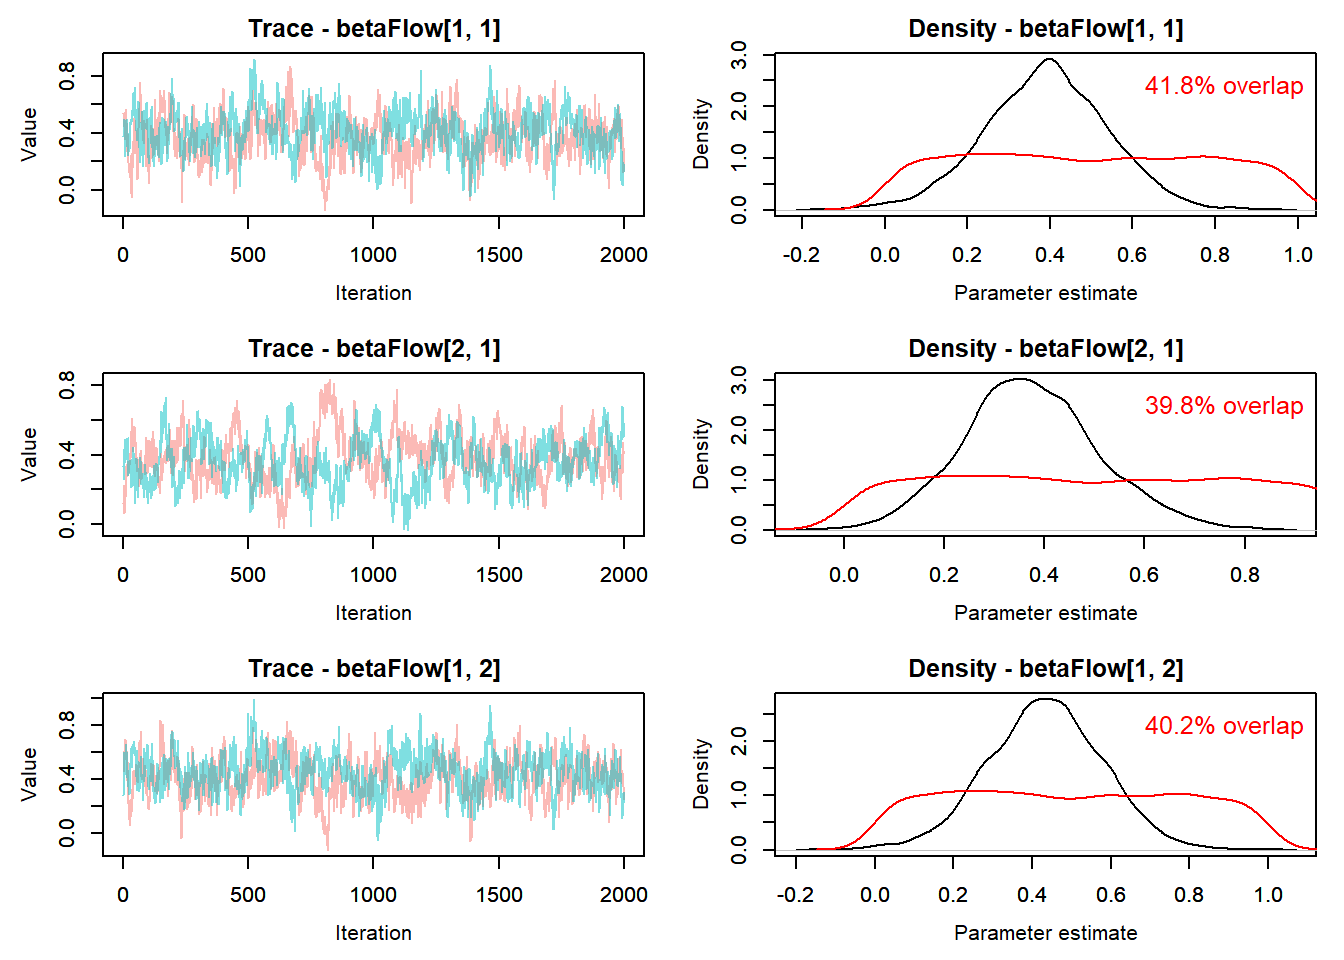 Trace - betaFlow[1, 1]
Value
0.0 0.4 0.8
0 500 1000 1500 2000
Iteration
Density - betaFlow[1, 1]
41.8% overlap
Density
0.0 1.0 2.0 3.0
-0.2 0.0 0.2 0.4 0.6 0.8 1.0
Parameter estimate
Trace - betaFlow[2, 1]
Value
0.0 0.4 0.8
0 500 1000 1500 2000
Iteration
Density - betaFlow[2, 1]
39.8% overlap
Density
0.0 1.0 2.0 3.0
0.0 0.2 0.4 0.6 0.8
Parameter estimate
Trace - betaFlow[1, 2]
Value
0.0 0.4 0.8
0 500 1000 1500 2000
Iteration
Density - betaFlow[1, 2]
40.2% overlap
Density
0.0 1.0 2.0
-0.2 0.0 0.2 0.4 0.6 0.8 1.0
Parameter estimate